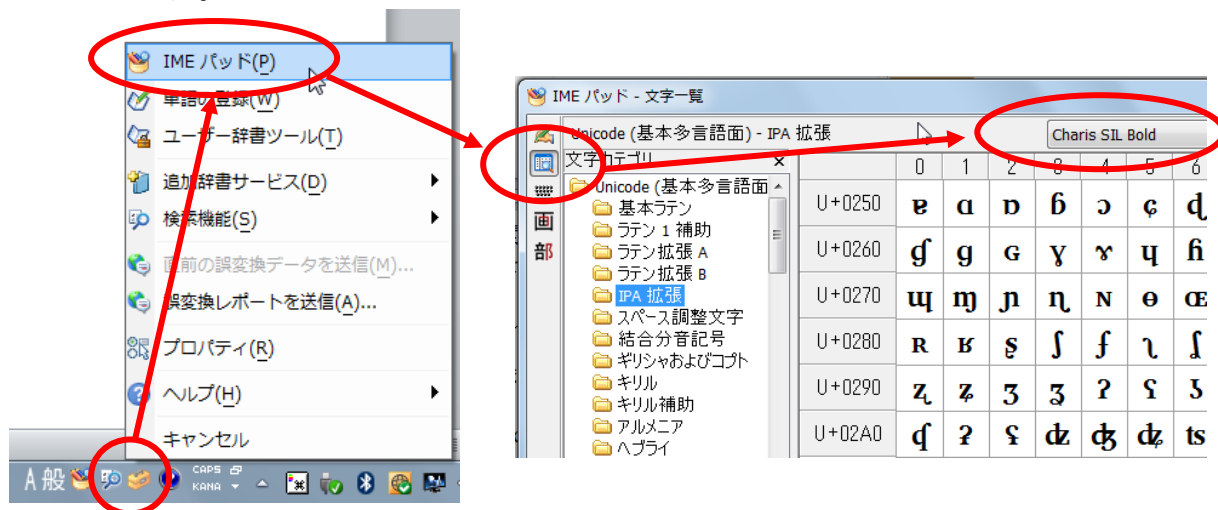 IME パッド(P)
単語の登録(W)
ユーザー辞書ツール(T)
追加辞書サービス(D)
検索機能(S)
直前の誤変換データを送信(M)...
誤変換レポートを送信(A)...
プロパティ(R)
ヘルプ(H)
キャンセル
A 般
CAPS
KANA
IME パッド - 文字一覧
Unicode (基本多言語面) - IPA 拡張
Charis SIL Bold
文字カテゴリ
Unicode (基本多言語面
基本ラテン
ラテン 1 補助
ラテン拡張 A
ラテン拡張 B
IPA 拡張
スペース調整文字
結合分音記号
ギリシャおよびコプト
キリル
キリル補助
アルメニア
ヘブライ
画
部
0 1 2 3 4 5 6
U+0250 ɐ ɑ ɒ ɓ ɔ ɕ ɖ
U+0260 ɠ ɡ ɢ ɣ ɤ ɥ ɦ
U+0270 ɰ ɱ ɲ ɳ ɴ ɵ ɶ
U+0280 ʀ ʁ ʂ ʃ ʄ ʅ ʆ
U+0290 ʐ ʑ ʒ ʓ ʔ ʕ ʖ
U+02A0 ʠ ʡ ʢ ʣ ʤ ʥ ʦ